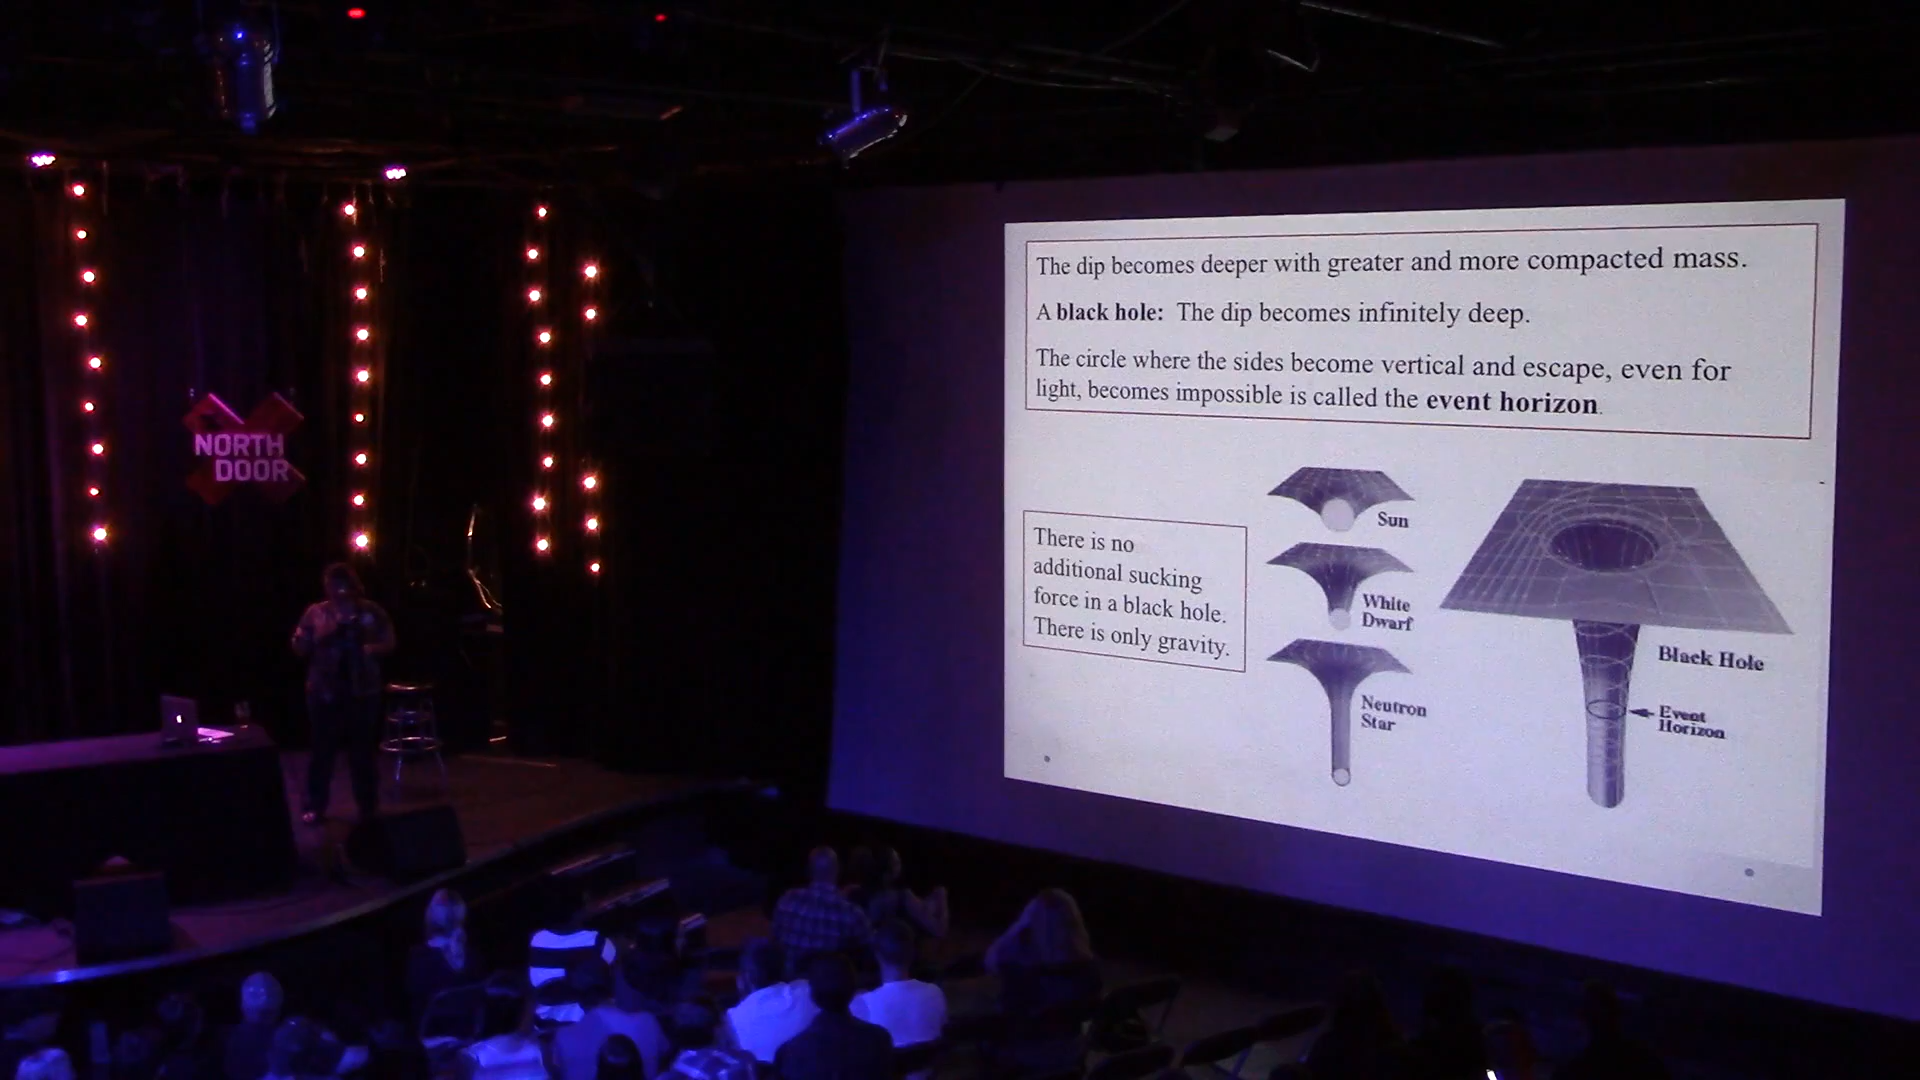 NORTH
DOOR
The dip becomes deeper with greater and more compacted mass.
A black hole: The dip becomes infinitely deep.
The circle where the sides become vertical and escape, even for
light, becomes impossible is called the event horizon.
There is no
additional sucking
force in a black hole.
There is only gravity.
Sun
White
Dwarf
Neutron
Star
Black Hole
Event
Horizon